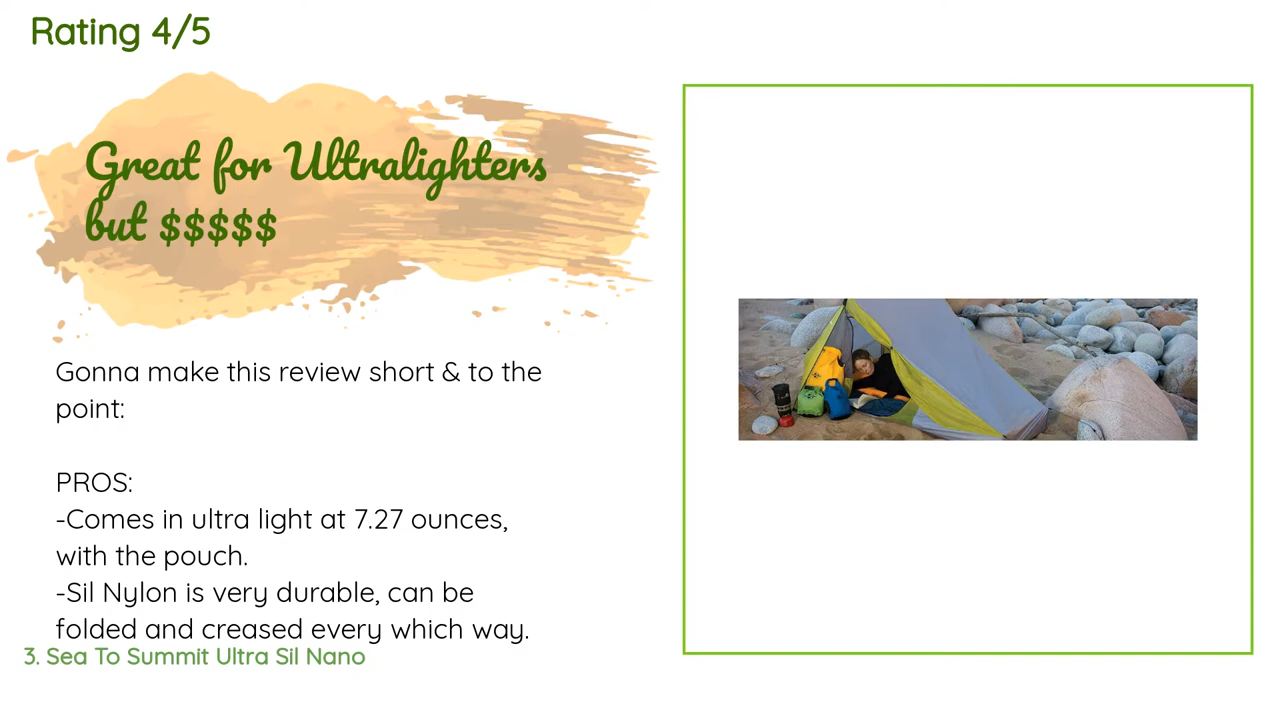 Rating 4/5
Great for Ultralighters
but $$$$$
Gonna make this review short & to the
point:
PROS:
-Comes in ultra light at 7.27 ounces,
with the pouch.
-Sil Nylon is very durable, can be
folded and creased every which way.
3. Sea To Summit Ultra Sil Nano